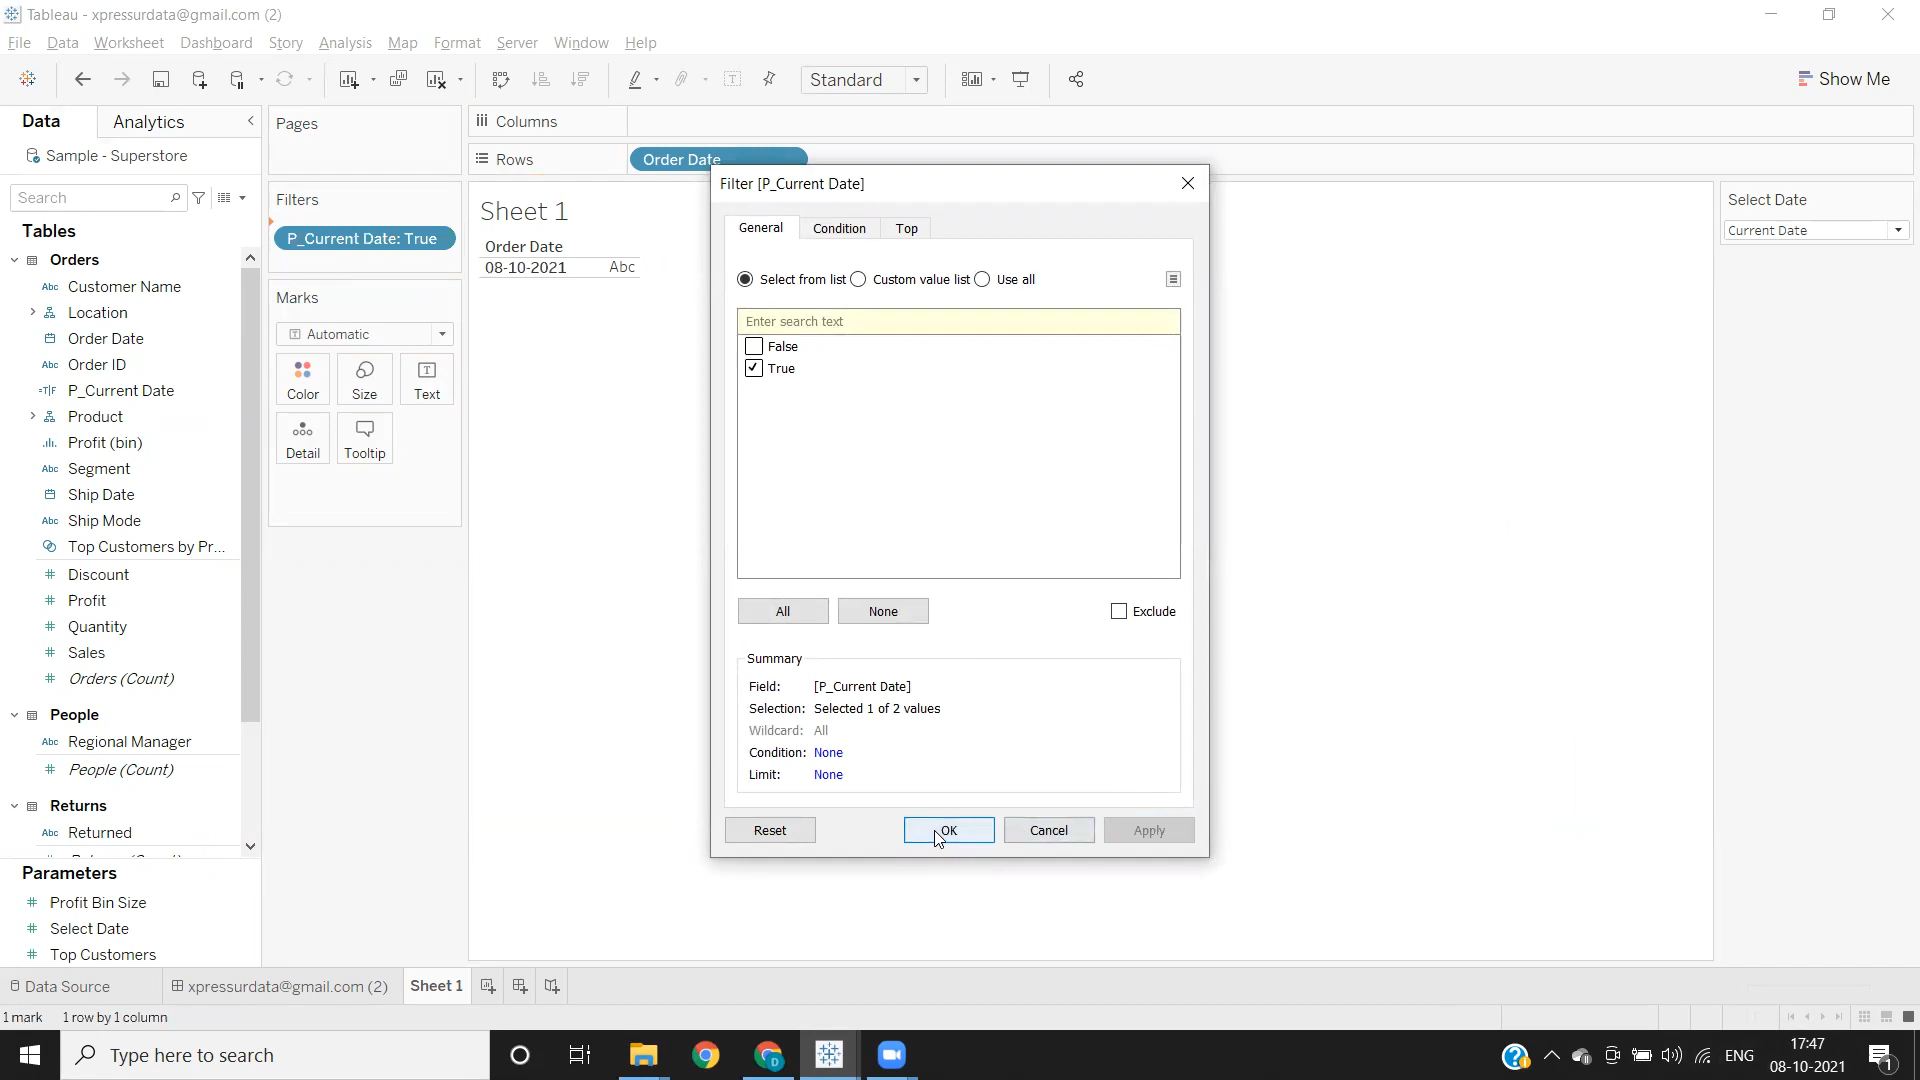 Tableau - xpressurdata@gmail.com (2)
File Data Worksheet Dashboard Story Analysis Map Format Server Window Help
Standard
Show Me
Data Analytics
Sample - Superstore
Search
Tables
Orders
Abc Customer Name
Location
Order Date
Abc Order ID
=T|F P_Current Date
Product
Profit (bin)
Abc Segment
Ship Date
Abc Ship Mode
Top Customers by Pr...
# Discount
# Profit
# Quantity
# Sales
# Orders (Count)
People
Abc Regional Manager
# People (Count)
Returns
Abc Returned
Parameters
# Profit Bin Size
# Select Date
# Top Customers
Pages
Filters
P_Current Date: True
Marks
Automatic
Color Size Text
Detail Tooltip
Columns
Rows Order Date
Sheet 1
Order Date
08-10-2021 Abc
Filter [P_Current Date]
General Condition Top
Select from list Custom value list Use all
Enter search text
False
True
All None Exclude
Summary
Field: [P_Current Date]
Selection: Selected 1 of 2 values
Wildcard: All
Condition: None
Limit: None
Reset OK Cancel Apply
Select Date
Current Date
Data Source xpressurdata@gmail.com (2) Sheet 1
1 mark 1 row by 1 column
Type here to search
ENG
17:47
08-10-2021
1